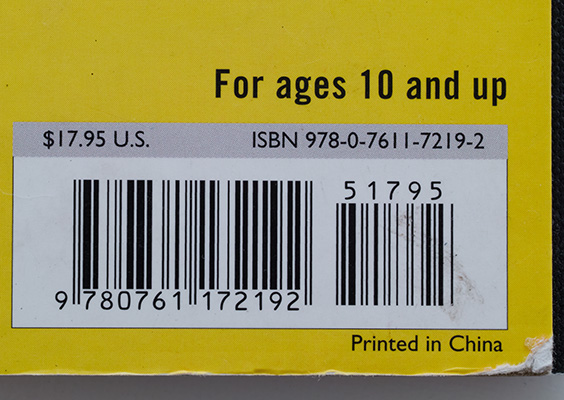 For ages 10 and up
$17.95 U.S. ISBN 978-0-7611-7219-2
51795
9 780761 172192
Printed in China